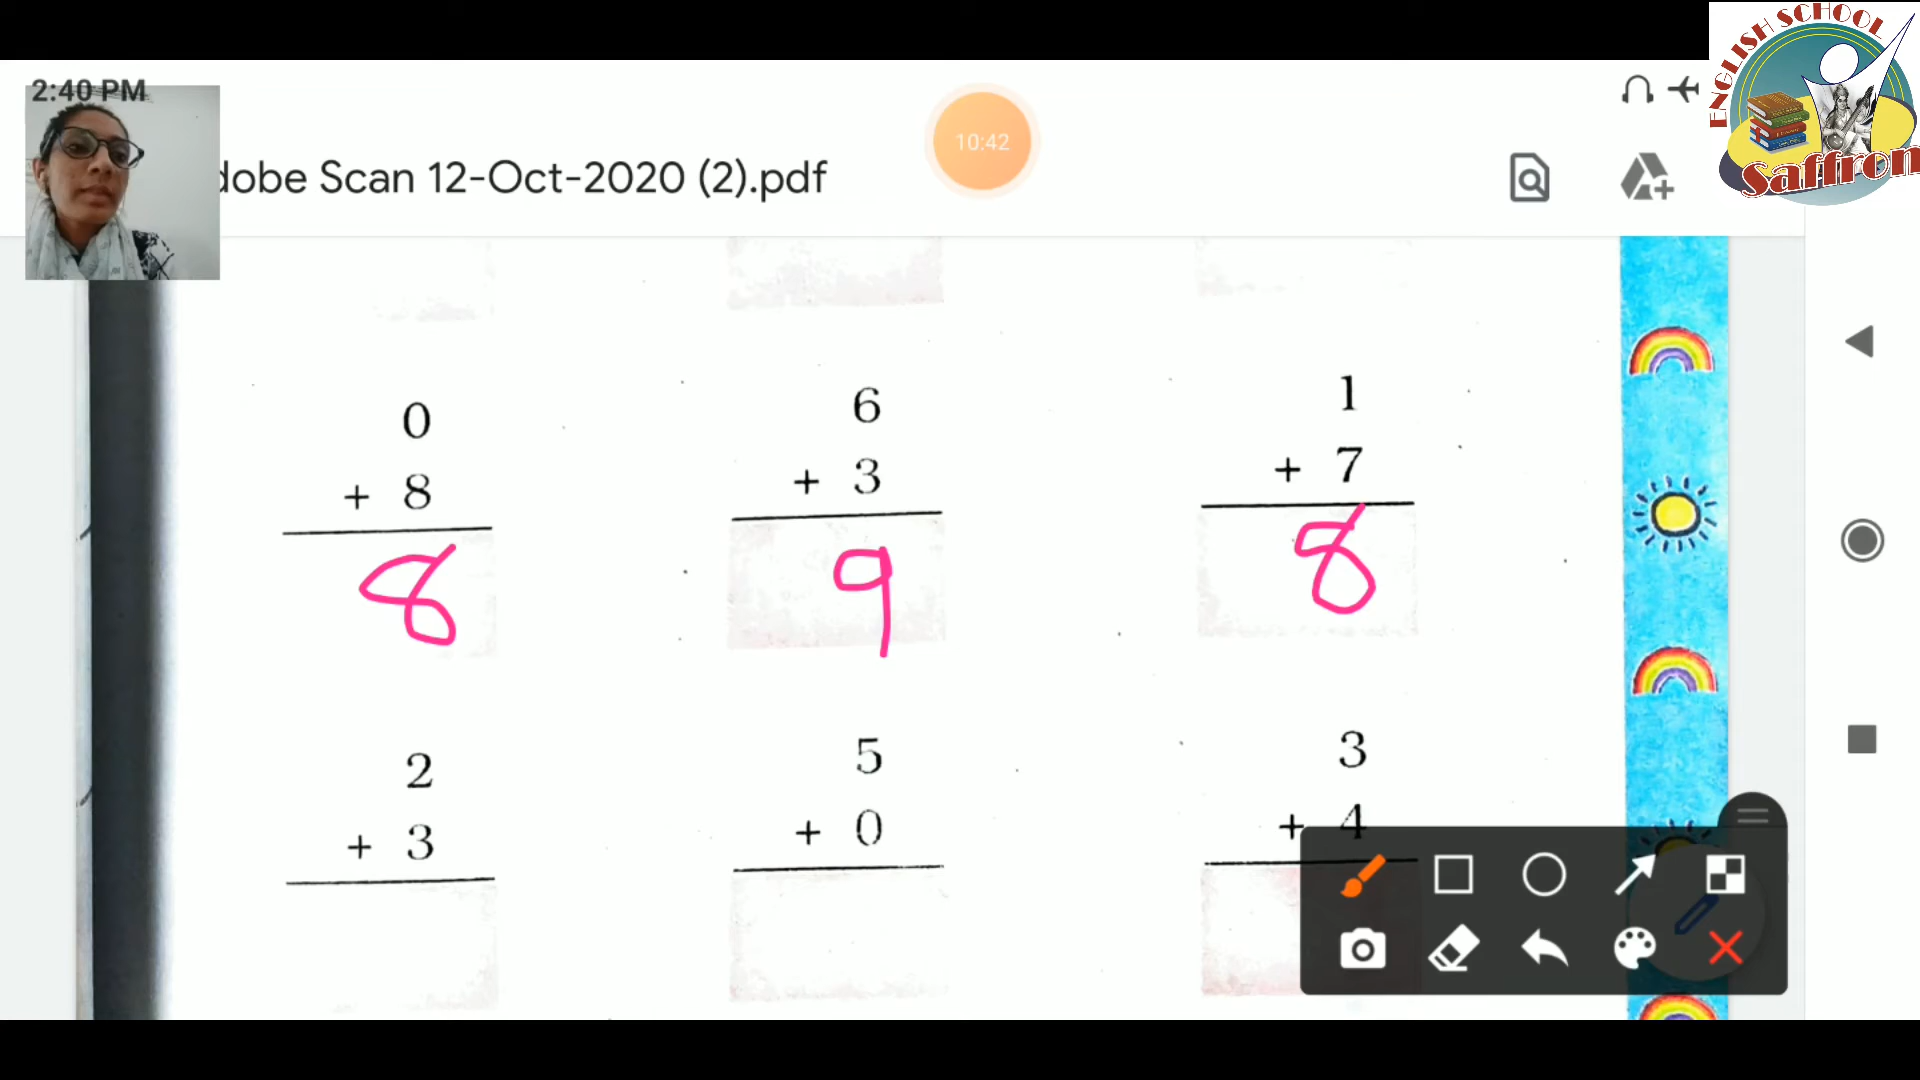 ENGLISH SCHOOL
Saffron
2:40 PM
10:42
dobe Scan 12-Oct-2020 (2).pdf
0 6 1
+ 8 + 3 + 7
8 9 8
2 5 3
+ 3 + 0 + 4